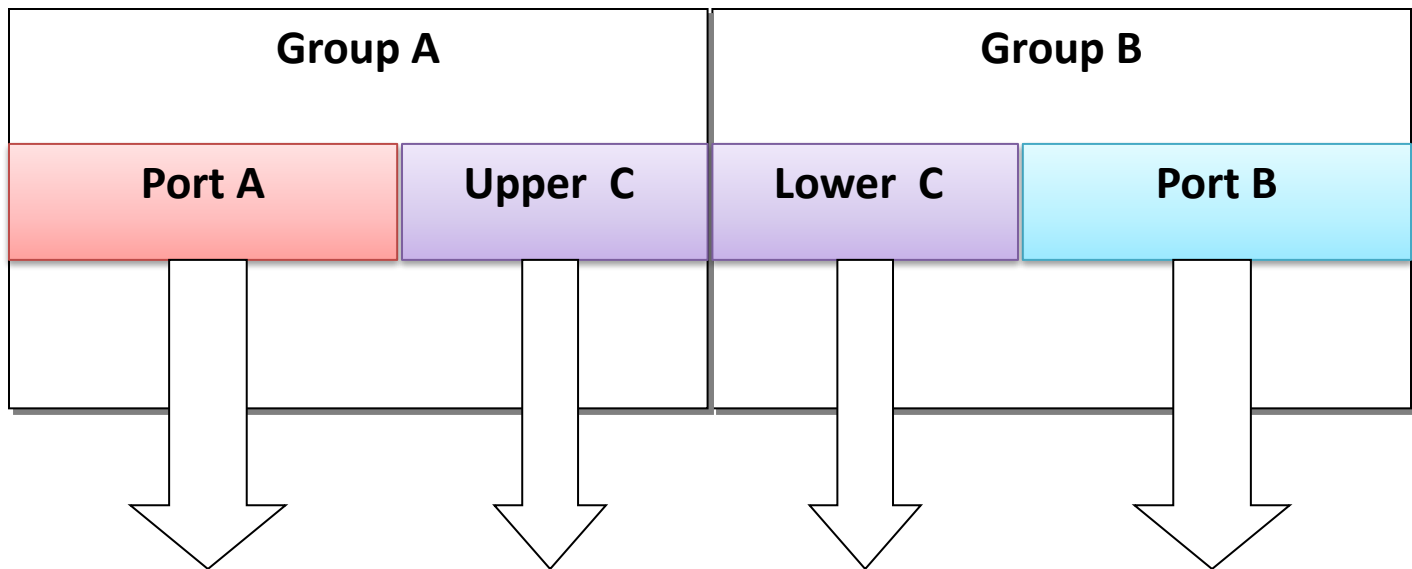 Group A
Group B
Port A
Upper C
Lower C
Port B